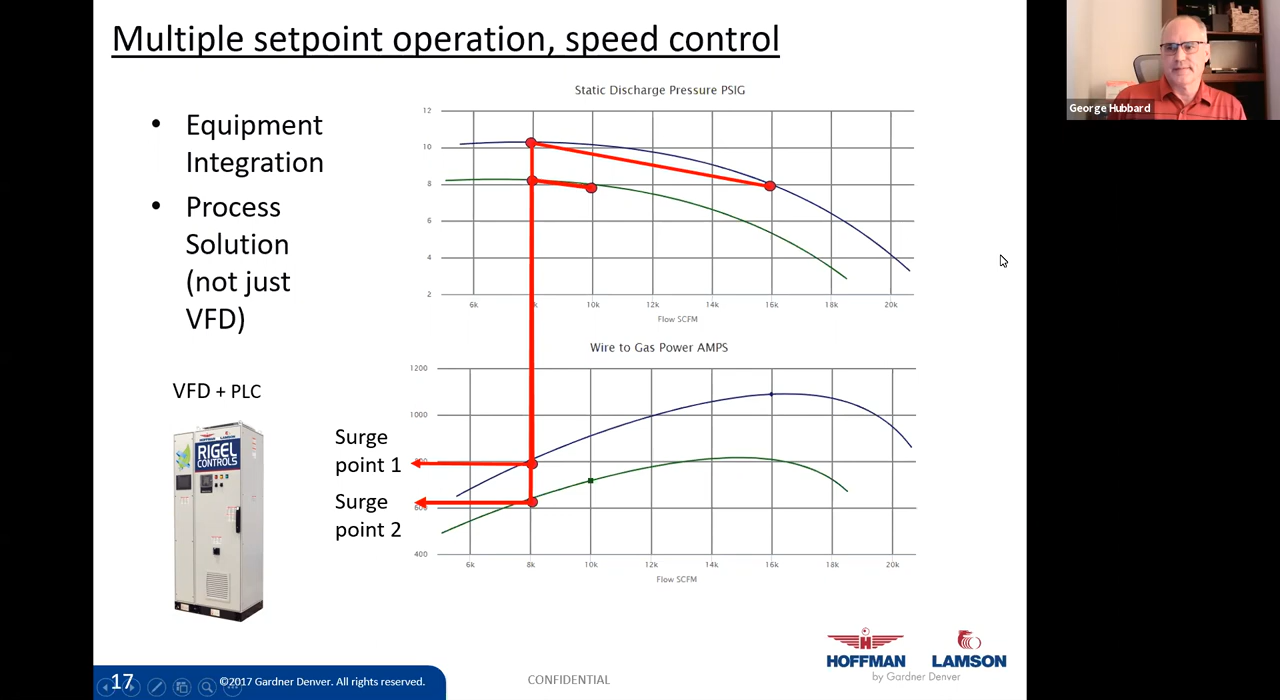 Multiple setpoint operation, speed control
• Equipment
Integration
• Process
Solution
(not just
VFD)
VFD + PLC
HOFFMAN
LAMSON
RIGEL
CONTROLS
Static Discharge Pressure PSIG
12
10
8
6
4
2
6k
10k
12k
14k
16k
18k
20k
Flow SCFM
Wire to Gas Power AMPS
1200
1000
400
6k
8k
10k
12k
14k
16k
18k
20k
Flow SCFM
Surge
point 1
Surge
point 2
George Hubbard
HOFFMAN
LAMSON
by Gardner Denver
17
©2017 Gardner Denver. All rights reserved.
CONFIDENTIAL